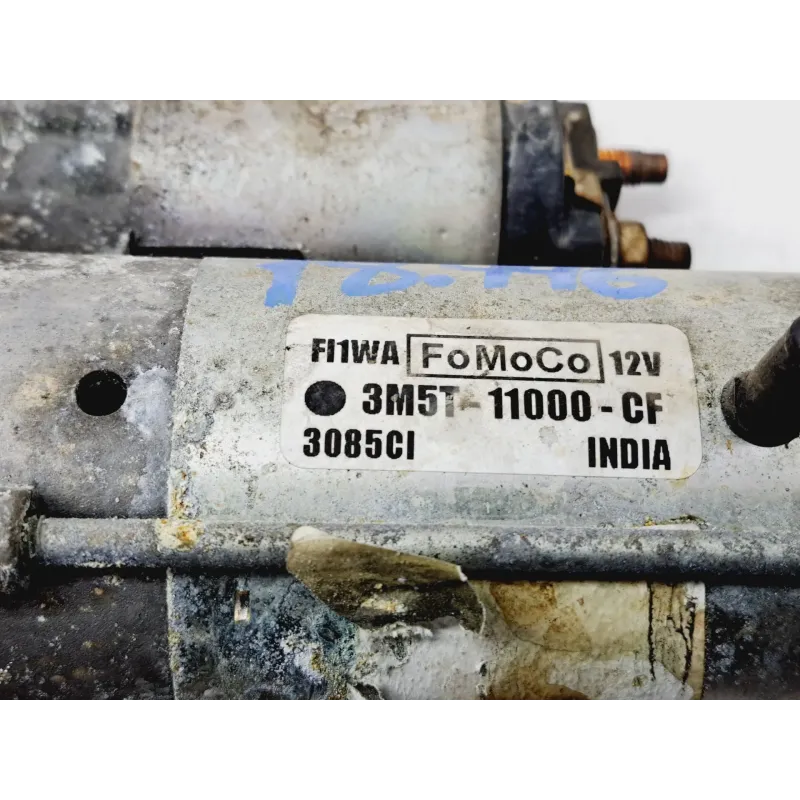 FI1WA FoMoCo 12V
3M5T-11000-CF
3085CI INDIA